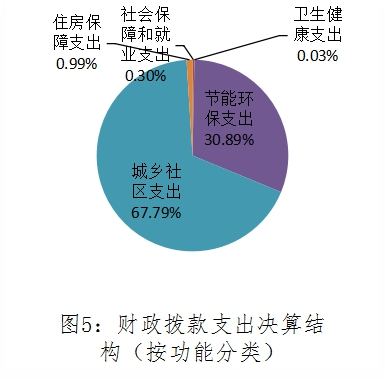 住房保
障支出
0.99%
社会保
障和就
业支出
0.30%
卫生健
康支出
0.03%
节能环
保支出
30.89%
城乡社
区支出
67.79%
图5：财政拨款支出决算结
构（按功能分类）